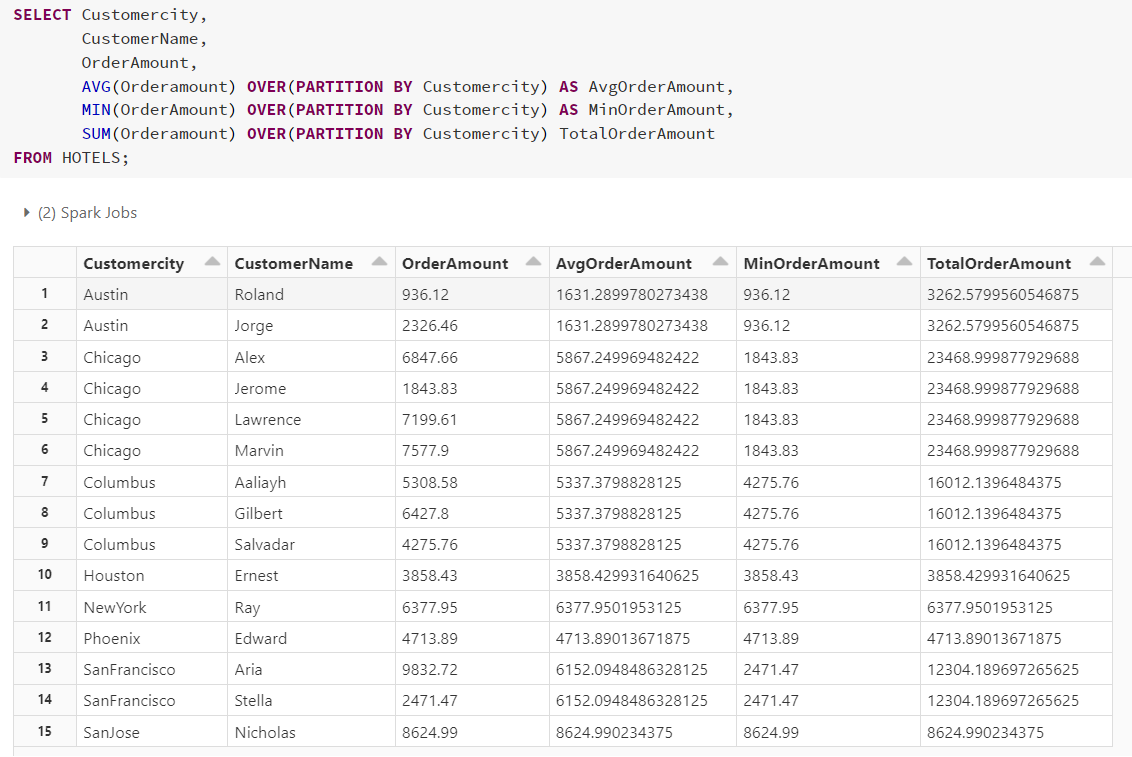 SELECT Customercity,
CustomerName,
OrderAmount,
AVG(Orderamount) OVER(PARTITION BY Customercity) AS AvgOrderAmount,
MIN(OrderAmount) OVER(PARTITION BY Customercity) AS MinOrderAmount,
SUM(Orderamount) OVER(PARTITION BY Customercity) TotalOrderAmount
FROM HOTELS;
(2) Spark Jobs
Customercity CustomerName OrderAmount AvgOrderAmount MinOrderAmount TotalOrderAmount
1 Austin Roland 936.12 1631.2899780273438 936.12 3262.5799560546875
2 Austin Jorge 2326.46 1631.2899780273438 936.12 3262.5799560546875
3 Chicago Alex 6847.66 5867.249969482422 1843.83 23468.999877929688
4 Chicago Jerome 1843.83 5867.249969482422 1843.83 23468.999877929688
5 Chicago Lawrence 7199.61 5867.249969482422 1843.83 23468.999877929688
6 Chicago Marvin 7577.9 5867.249969482422 1843.83 23468.999877929688
7 Columbus Aaliayh 5308.58 5337.3798828125 4275.76 16012.1396484375
8 Columbus Gilbert 6427.8 5337.3798828125 4275.76 16012.1396484375
9 Columbus Salvadar 4275.76 5337.3798828125 4275.76 16012.1396484375
10 Houston Ernest 3858.43 3858.429931640625 3858.43 3858.429931640625
11 NewYork Ray 6377.95 6377.9501953125 6377.95 6377.9501953125
12 Phoenix Edward 4713.89 4713.89013671875 4713.89 4713.89013671875
13 SanFrancisco Aria 9832.72 6152.0948486328125 2471.47 12304.189697265625
14 SanFrancisco Stella 2471.47 6152.0948486328125 2471.47 12304.189697265625
15 SanJose Nicholas 8624.99 8624.990234375 8624.99 8624.990234375